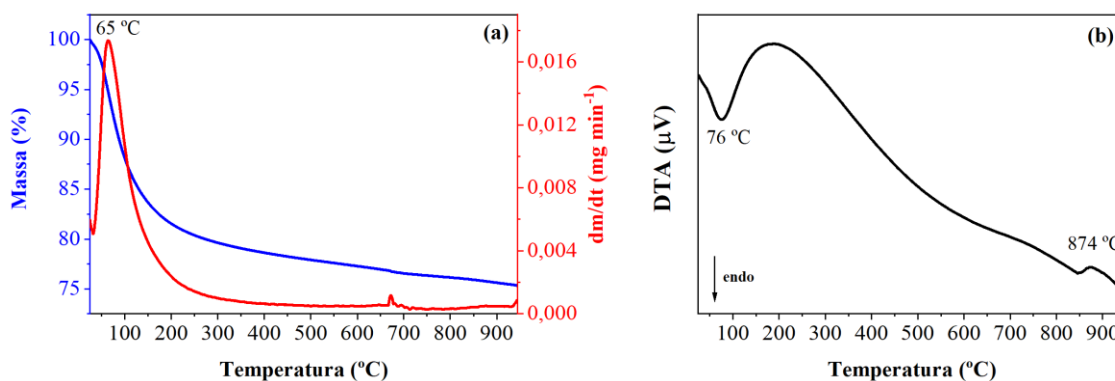 65 ºC
(a)
100
95
90
85
80
75
Massa (%)
0,016
0,012
0,008
0,004
0,000
dm/dt (mg min⁻¹)
100 200 300 400 500 600 700 800 900
Temperatura (ºC)
(b)
76 ºC
874 ºC
DTA (µV)
endo
100 200 300 400 500 600 700 800 900
Temperatura (ºC)